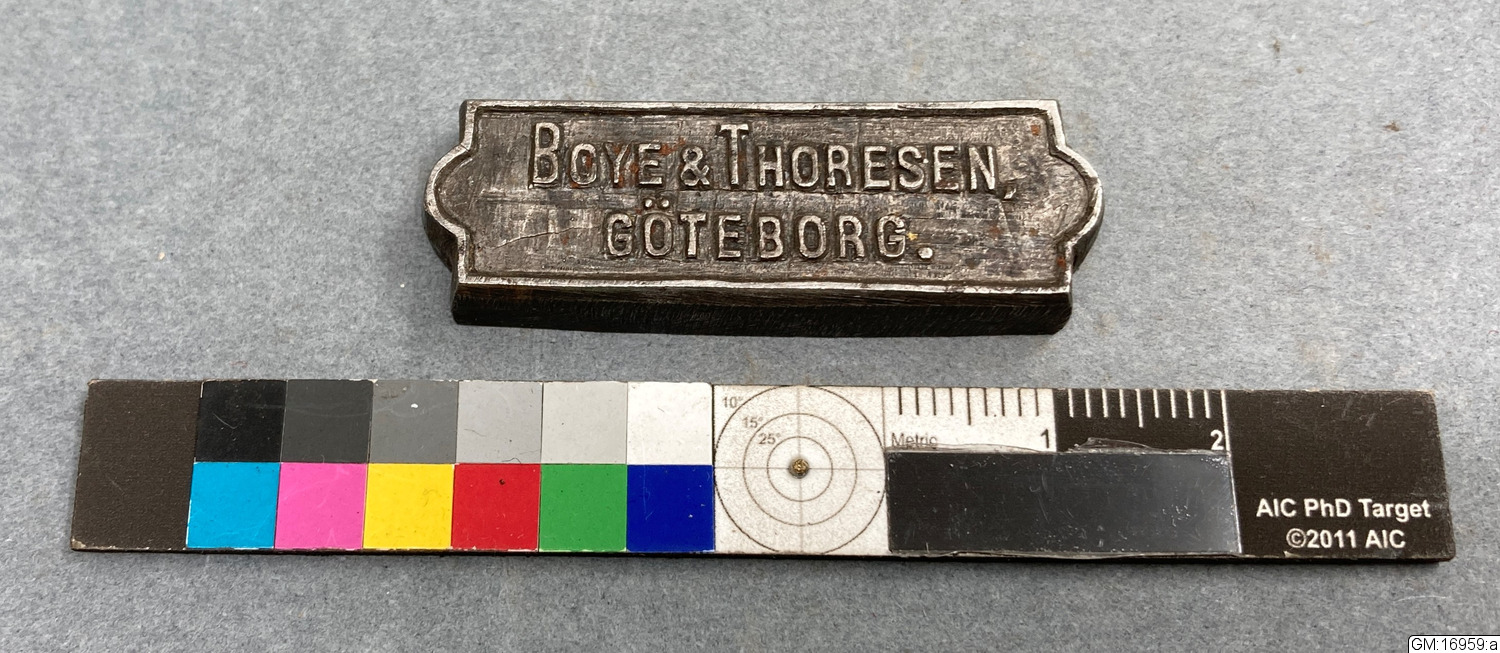 BOYE & THORESEN,
GÖTEBORG.
10°
15°
25°
Metric
1
2
AIC PhD Target
©2011 AIC
GM:16959:a